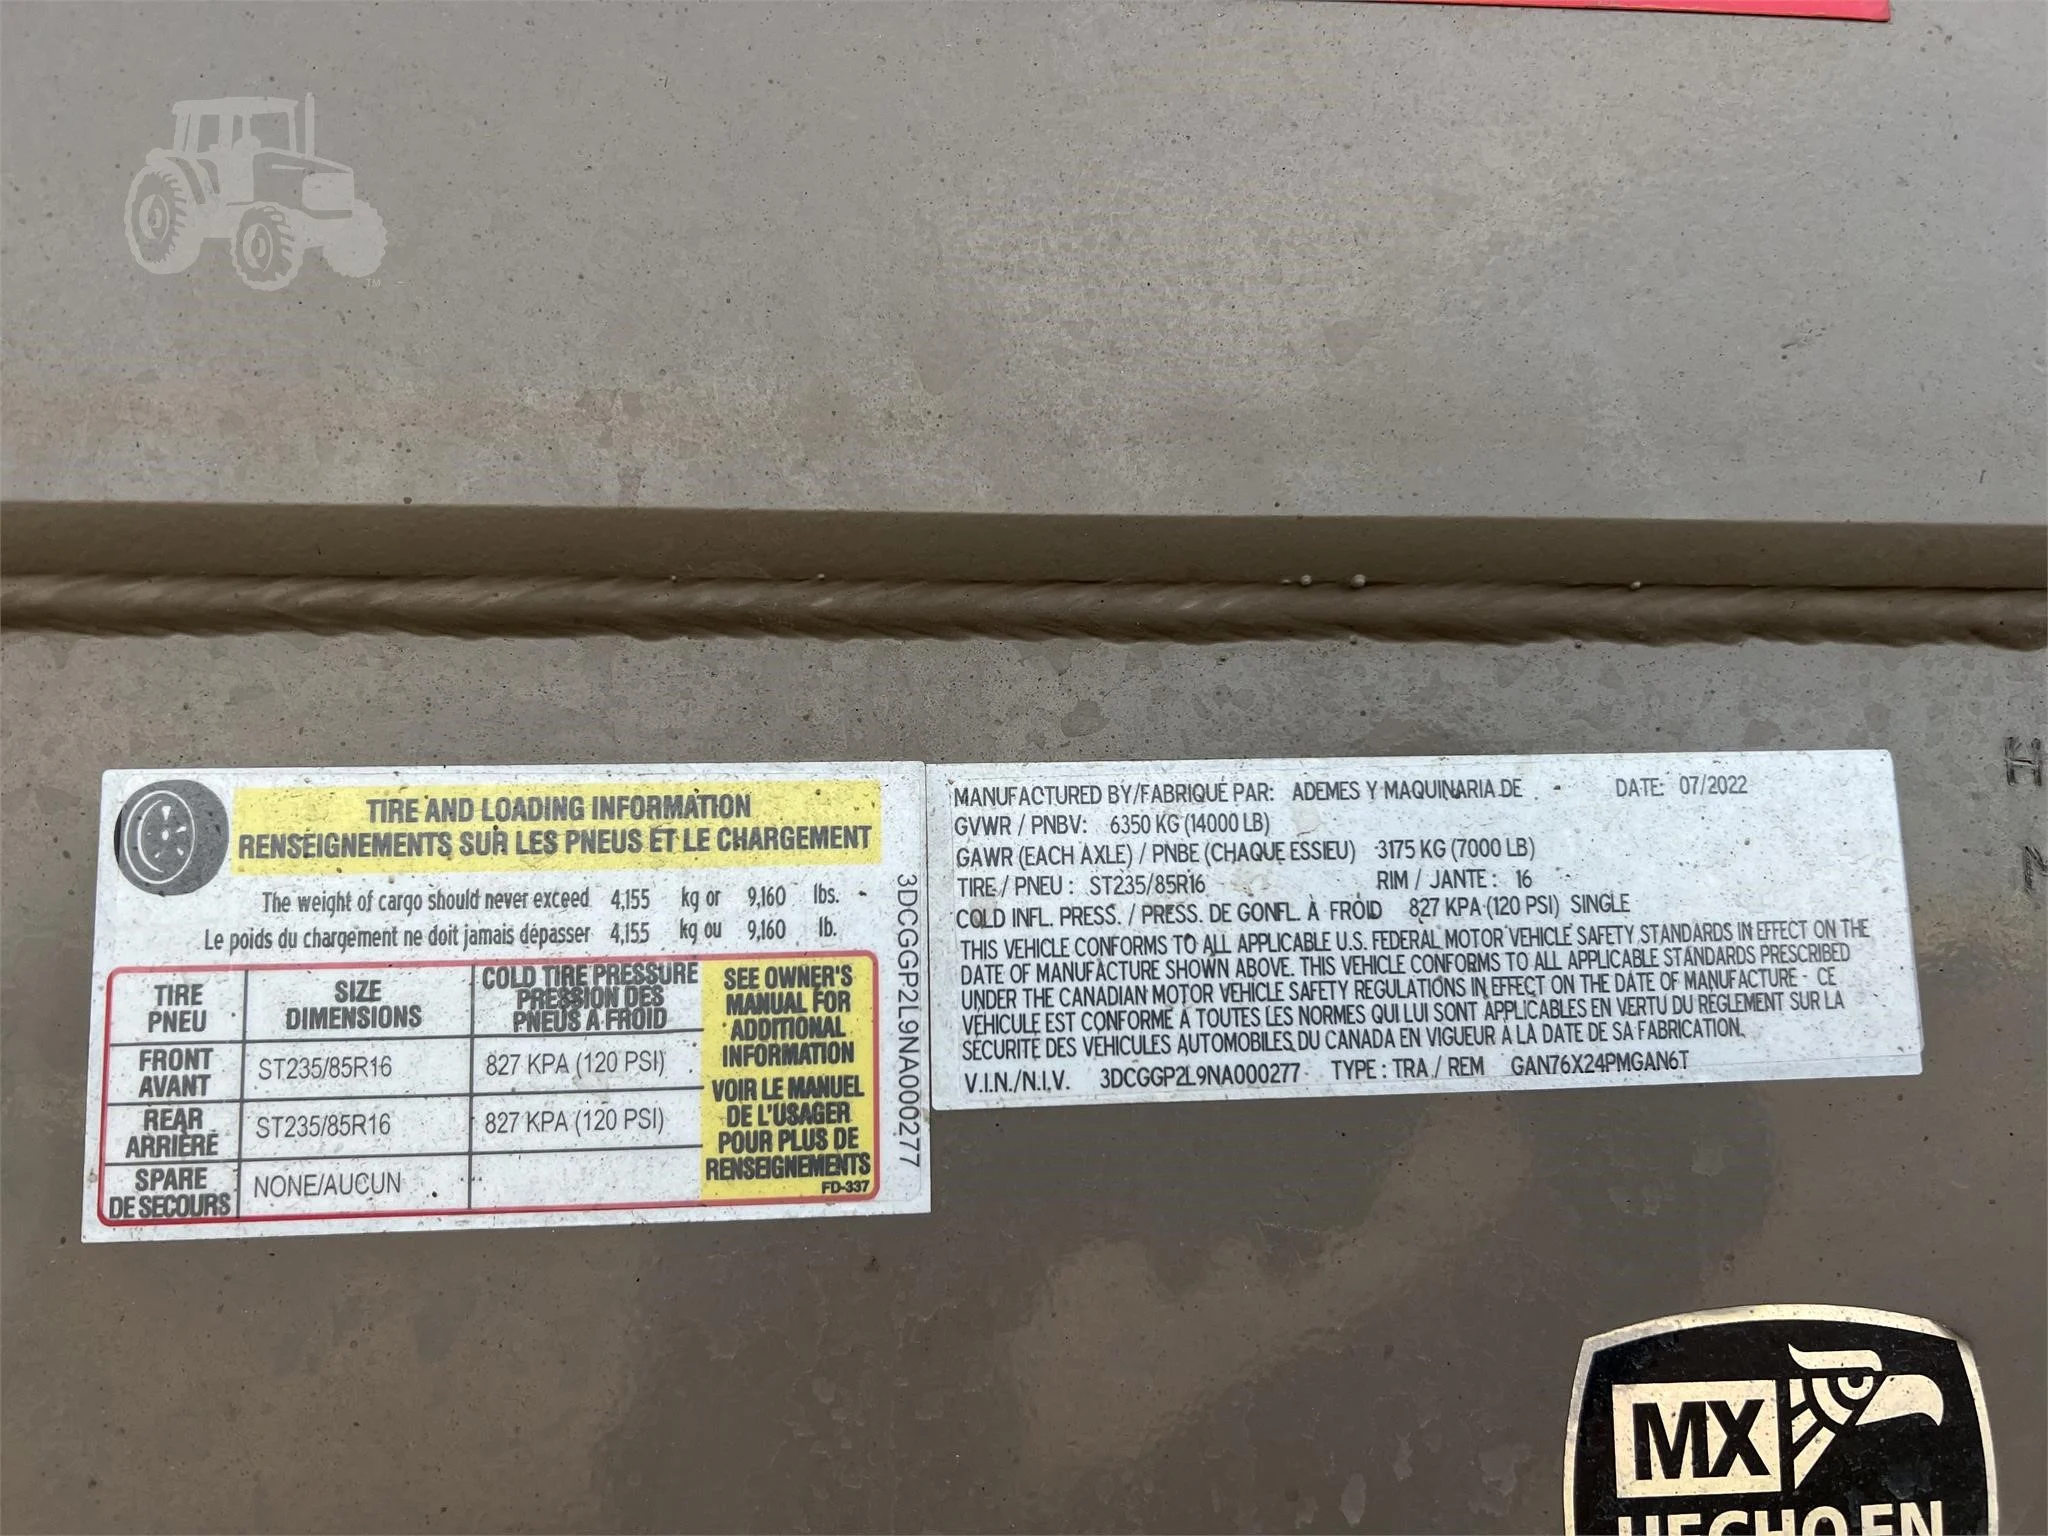 TIRE AND LOADING INFORMATION
RENSEIGNEMENTS SUR LES PNEUS ET LE CHARGEMENT
The weight of cargo should never exceed 4,155 kg or 9,160 lbs.
Le poids du chargement ne doit jamais dépasser 4,155 kg ou 9,160 lb.
TIRE
PNEU
SIZE
DIMENSIONS
COLD TIRE PRESSURE
PRESSION DES
PNEUS A FROID
FRONT
AVANT
ST235/85R16
827 KPA (120 PSI)
REAR
ARRIÈRE
ST235/85R16
827 KPA (120 PSI)
SPARE
DE SECOURS
NONE/AUCUN
SEE OWNER'S
MANUAL FOR
ADDITIONAL
INFORMATION
VOIR LE MANUEL
DE L'USAGER
POUR PLUS DE
RENSEIGNEMENTS
FD-337
3DCGGP2L9NA000277
MANUFACTURED BY/FABRIQUÉ PAR: ADEMES Y MAQUINARIA DE - DATE: 07/2022
GVWR / PNBV: 6350 KG (14000 LB)
GAWR (EACH AXLE) / PNBE (CHAQUE ESSIEU) 3175 KG (7000 LB)
TIRE / PNEU : ST235/85R16 RIM / JANTE : 16
COLD INFL. PRESS. / PRESS. DE GONFL. À FROID 827 KPA (120 PSI) SINGLE
THIS VEHICLE CONFORMS TO ALL APPLICABLE U.S. FEDERAL MOTOR VEHICLE SAFETY STANDARDS IN EFFECT ON THE
DATE OF MANUFACTURE SHOWN ABOVE. THIS VEHICLE CONFORMS TO ALL APPLICABLE STANDARDS PRESCRIBED
UNDER THE CANADIAN MOTOR VEHICLE SAFETY REGULATIONS IN EFFECT ON THE DATE OF MANUFACTURE - CE
VÉHICULE EST CONFORME À TOUTES LES NORMES QUI LUI SONT APPLICABLES EN VERTU DU RÈGLEMENT SUR LA
SÉCURITÉ DES VÉHICULES AUTOMOBILES DU CANADA EN VIGUEUR À LA DATE DE SA FABRICATION.
V.I.N./N.I.V. 3DCGGP2L9NA000277 TYPE : TRA / REM GAN76X24PMGAN6T
MX
HECHO EN
TM